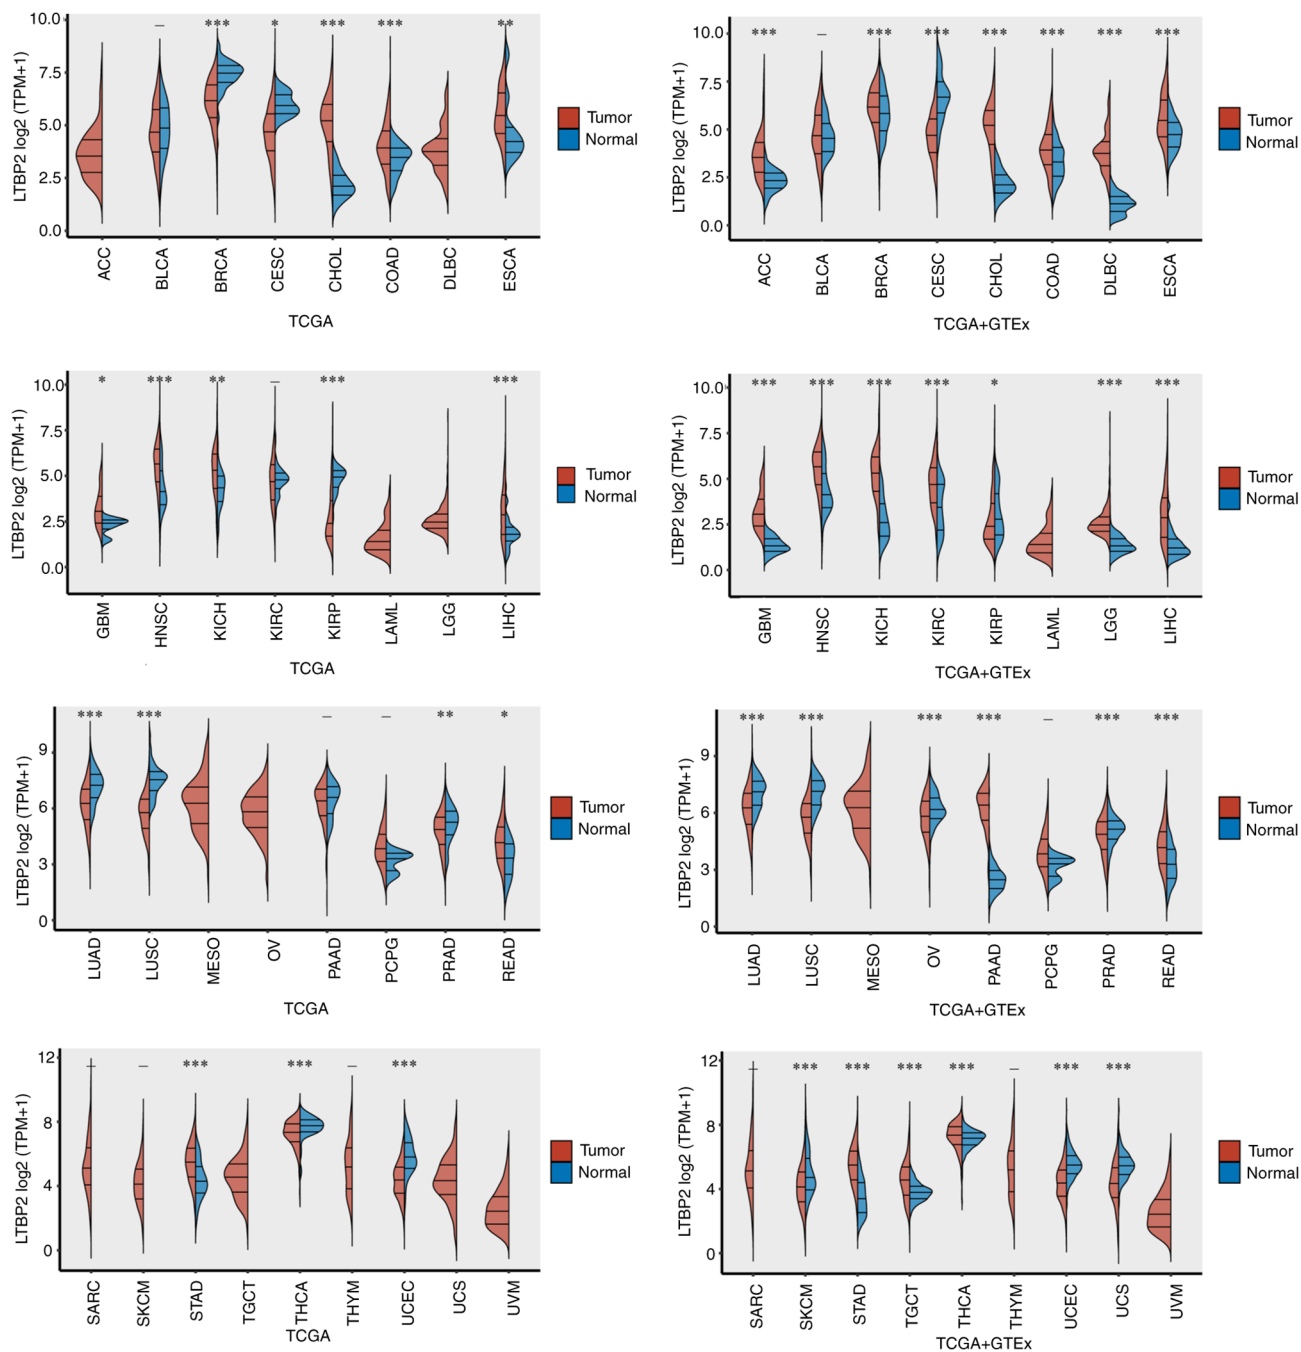 LTBP2 log2 (TPM+1)
10.0
7.5
5.0
2.5
0.0
– *** * *** *** **
ACC BLCA BRCA CESC CHOL COAD DLBC ESCA
TCGA
Tumor
Normal
LTBP2 log2 (TPM+1)
10.0
7.5
5.0
2.5
0.0
*** – *** *** *** *** *** ***
ACC BLCA BRCA CESC CHOL COAD DLBC ESCA
TCGA+GTEx
Tumor
Normal
LTBP2 log2 (TPM+1)
10.0
7.5
5.0
2.5
0.0
* *** ** – *** ***
GBM HNSC KICH KIRC KIRP LAML LGG LIHC
TCGA
Tumor
Normal
LTBP2 log2 (TPM+1)
10.0
7.5
5.0
2.5
0.0
*** *** *** *** * *** ***
GBM HNSC KICH KIRC KIRP LAML LGG LIHC
TCGA+GTEx
Tumor
Normal
LTBP2 log2 (TPM+1)
9
6
3
0
*** *** – – ** *
LUAD LUSC MESO OV PAAD PCPG PRAD READ
TCGA
Tumor
Normal
LTBP2 log2 (TPM+1)
9
6
3
0
*** *** *** *** – *** ***
LUAD LUSC MESO OV PAAD PCPG PRAD READ
TCGA+GTEx
Tumor
Normal
LTBP2 log2 (TPM+1)
12
8
4
0
– – *** *** – ***
SARC SKCM STAD TGCT THCA THYM UCEC UCS UVM
TCGA
Tumor
Normal
LTBP2 log2 (TPM+1)
12
8
4
0
– *** *** *** *** – *** ***
SARC SKCM STAD TGCT THCA THYM UCEC UCS UVM
TCGA+GTEx
Tumor
Normal